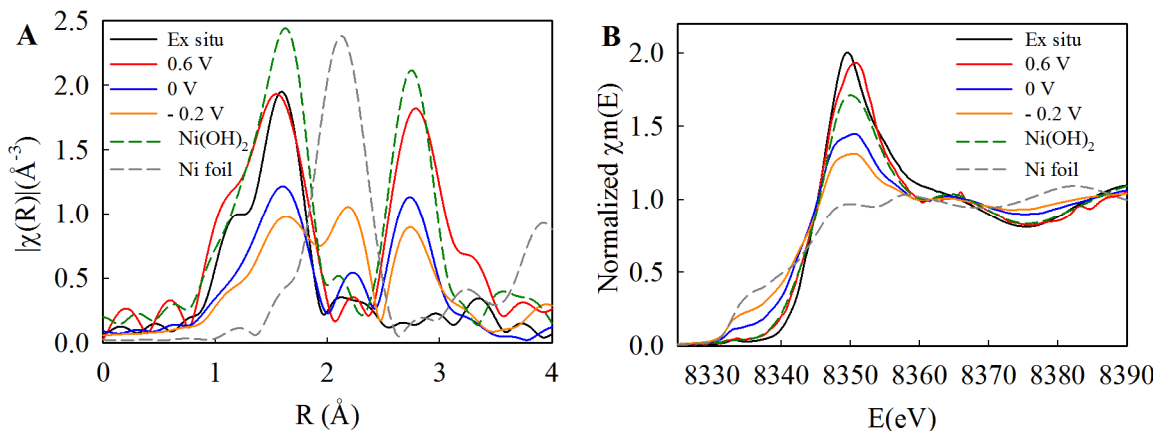 A
2.5
2.0
1.5
1.0
0.5
0.0
|χ(R)|(Å⁻³)
0
1
2
3
4
R (Å)
Ex situ
0.6 V
0 V
- 0.2 V
Ni(OH)₂
Ni foil
B
2.0
1.5
1.0
0.5
0.0
Normalized χm(E)
8330
8340
8350
8360
8370
8380
8390
E(eV)
Ex situ
0.6 V
0 V
- 0.2 V
Ni(OH)₂
Ni foil